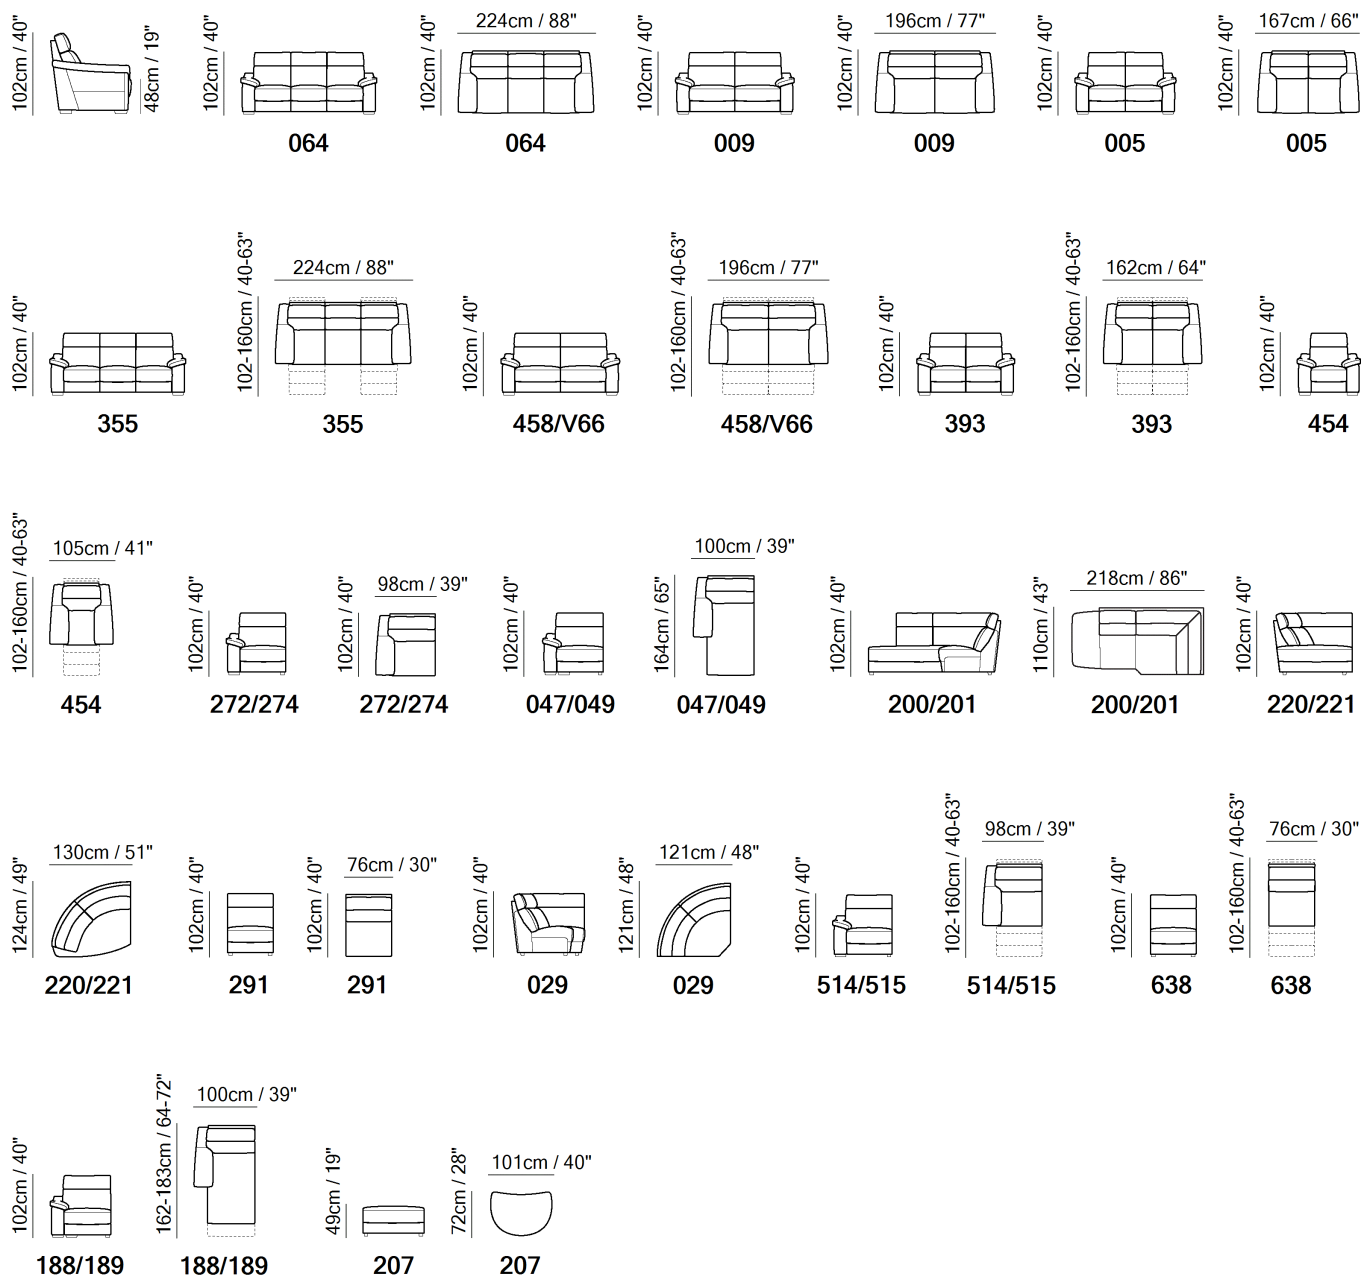 102cm / 40"
48cm / 19"
102cm / 40"
064
102cm / 40"
224cm / 88"
064
102cm / 40"
009
102cm / 40"
196cm / 77"
009
102cm / 40"
005
102cm / 40"
167cm / 66"
005
102cm / 40"
355
102-160cm / 40-63"
224cm / 88"
355
102cm / 40"
458/V66
102-160cm / 40-63"
196cm / 77"
458/V66
102cm / 40"
393
102-160cm / 40-63"
162cm / 64"
393
102cm / 40"
454
102-160cm / 40-63"
105cm / 41"
454
102cm / 40"
272/274
102cm / 40"
98cm / 39"
272/274
102cm / 40"
047/049
164cm / 65"
100cm / 39"
047/049
102cm / 40"
200/201
110cm / 43"
218cm / 86"
200/201
102cm / 40"
220/221
124cm / 49"
130cm / 51"
220/221
102cm / 40"
291
102cm / 40"
76cm / 30"
291
102cm / 40"
029
121cm / 48"
121cm / 48"
029
102cm / 40"
514/515
102-160cm / 40-63"
98cm / 39"
514/515
102cm / 40"
638
102-160cm / 40-63"
76cm / 30"
638
102cm / 40"
188/189
162-183cm / 64-72"
100cm / 39"
188/189
49cm / 19"
207
72cm / 28"
101cm / 40"
207